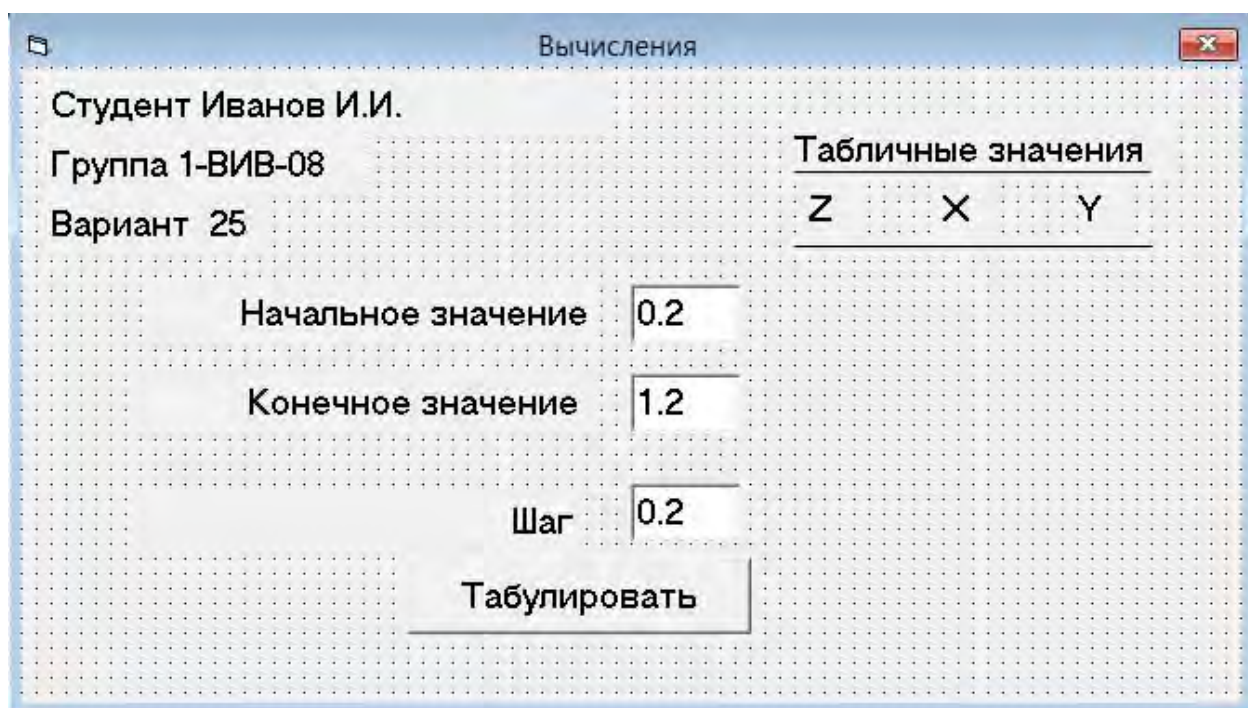 Вычисления
Студент Иванов И.И.
Группа 1-ВИВ-08
Вариант 25
Табличные значения
Z X Y
Начальное значение 0.2
Конечное значение 1.2
Шаг 0.2
Табулировать